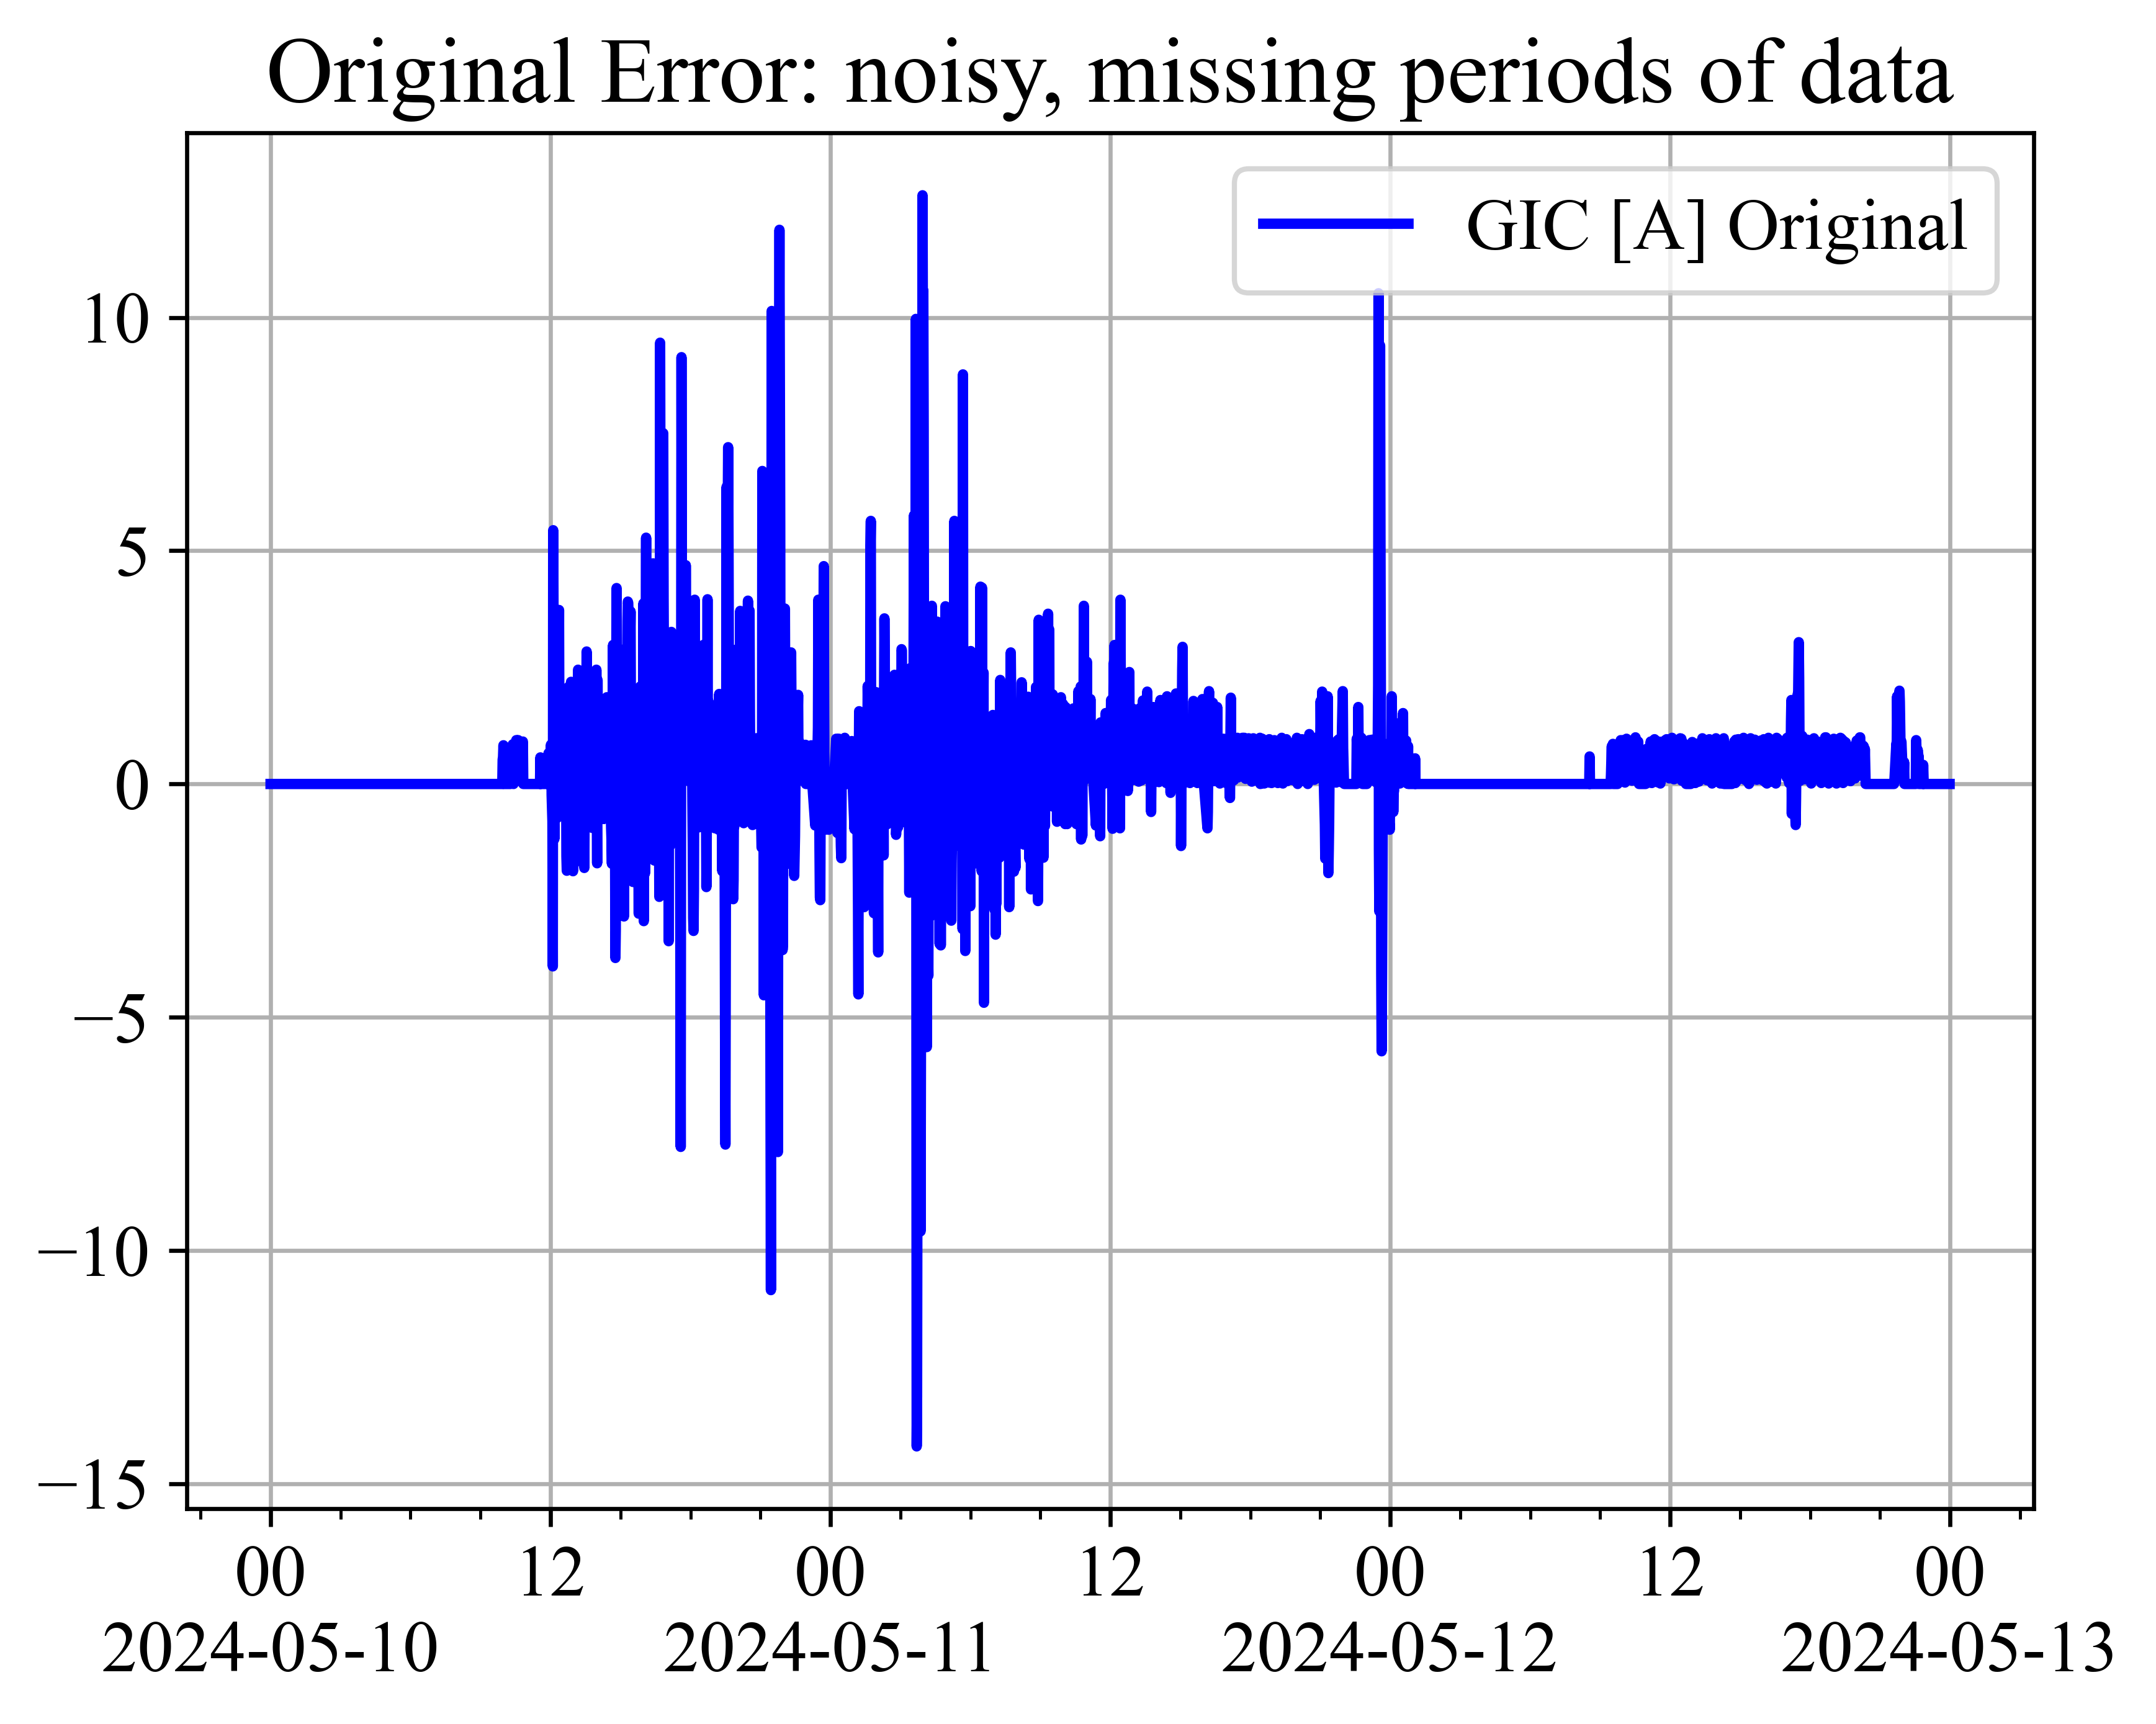 Original Error: noisy, missing periods of data
GIC [A] Original
10
5
0
−5
−10
−15
00 12 00 12 00 12 00
2024-05-10 2024-05-11 2024-05-12 2024-05-13